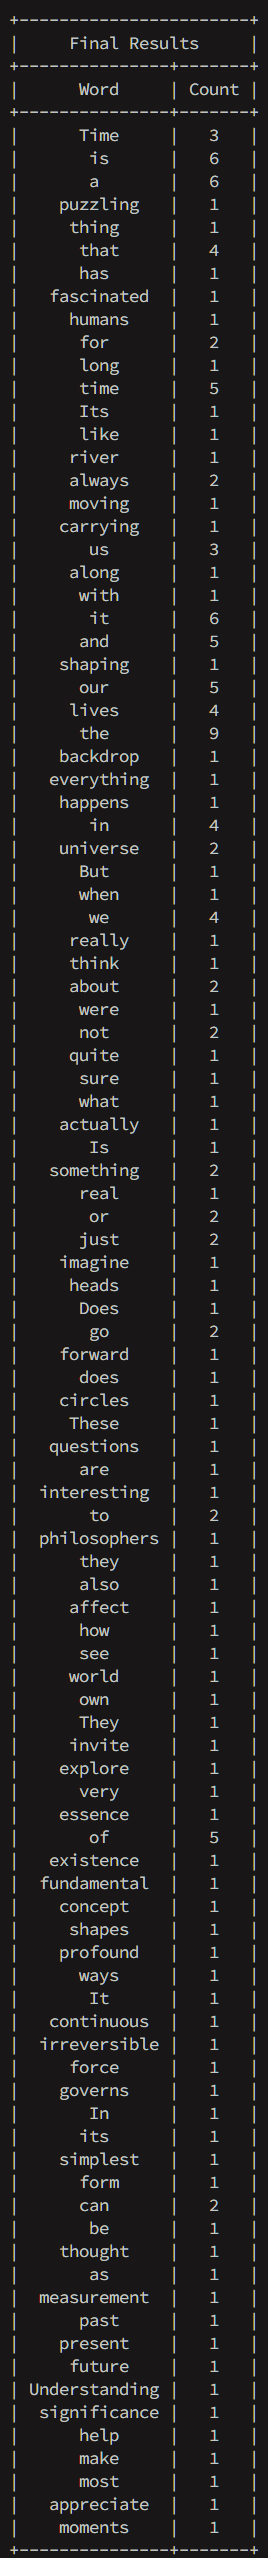 +-----------------------+
|     Final Results     |
+---------------+-------+
|      Word     | Count |
+---------------+-------+
|      Time     |   3   |
|       is      |   6   |
|       a       |   6   |
|    puzzling   |   1   |
|     thing     |   1   |
|      that     |   4   |
|      has      |   1   |
|   fascinated  |   1   |
|     humans    |   1   |
|      for      |   2   |
|      long     |   1   |
|      time     |   5   |
|      Its      |   1   |
|      like     |   1   |
|     river     |   1   |
|     always    |   2   |
|     moving    |   1   |
|    carrying   |   1   |
|       us      |   3   |
|     along     |   1   |
|      with     |   1   |
|       it      |   6   |
|      and      |   5   |
|    shaping    |   1   |
|      our      |   5   |
|     lives     |   4   |
|      the      |   9   |
|    backdrop   |   1   |
|   everything  |   1   |
|    happens    |   1   |
|       in      |   4   |
|    universe   |   2   |
|      But      |   1   |
|      when     |   1   |
|       we      |   4   |
|     really    |   1   |
|     think     |   1   |
|     about     |   2   |
|      were     |   1   |
|      not      |   2   |
|     quite     |   1   |
|      sure     |   1   |
|      what     |   1   |
|    actually   |   1   |
|       Is      |   1   |
|   something   |   2   |
|      real     |   1   |
|       or      |   2   |
|      just     |   2   |
|    imagine    |   1   |
|     heads     |   1   |
|      Does     |   1   |
|       go      |   2   |
|    forward    |   1   |
|      does     |   1   |
|    circles    |   1   |
|     These     |   1   |
|   questions   |   1   |
|      are      |   1   |
|  interesting  |   1   |
|       to      |   2   |
|  philosophers |   1   |
|      they     |   1   |
|      also     |   1   |
|     affect    |   1   |
|      how      |   1   |
|      see      |   1   |
|     world     |   1   |
|      own      |   1   |
|      They     |   1   |
|     invite    |   1   |
|    explore    |   1   |
|      very     |   1   |
|    essence    |   1   |
|       of      |   5   |
|   existence   |   1   |
|  fundamental  |   1   |
|    concept    |   1   |
|     shapes    |   1   |
|    profound   |   1   |
|      ways     |   1   |
|       It      |   1   |
|   continuous  |   1   |
|  irreversible |   1   |
|     force     |   1   |
|    governs    |   1   |
|       In      |   1   |
|      its      |   1   |
|    simplest   |   1   |
|      form     |   1   |
|      can      |   2   |
|       be      |   1   |
|    thought    |   1   |
|       as      |   1   |
|  measurement  |   1   |
|      past     |   1   |
|    present    |   1   |
|     future    |   1   |
| Understanding |   1   |
|  significance |   1   |
|      help     |   1   |
|      make     |   1   |
|      most     |   1   |
|   appreciate  |   1   |
|    moments    |   1   |
+---------------+-------+